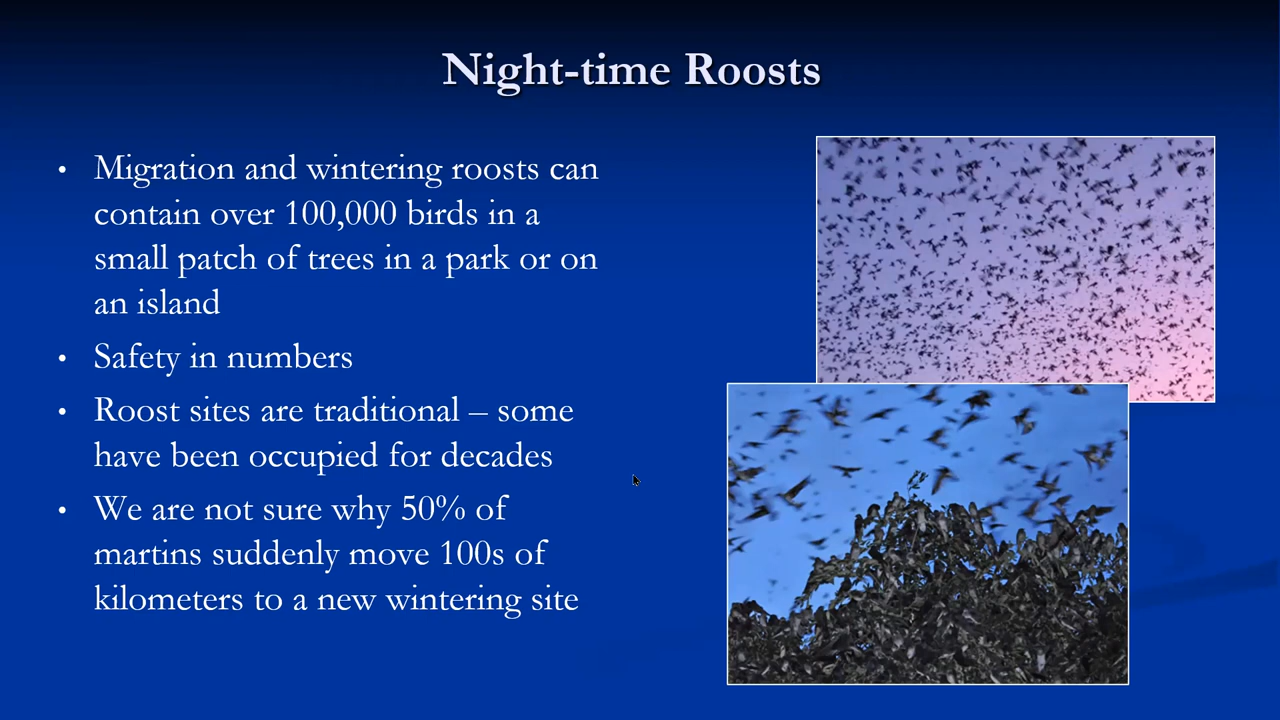 Night-time Roosts
• Migration and wintering roosts can
contain over 100,000 birds in a
small patch of trees in a park or on
an island
• Safety in numbers
• Roost sites are traditional – some
have been occupied for decades
• We are not sure why 50% of
martins suddenly move 100s of
kilometers to a new wintering site